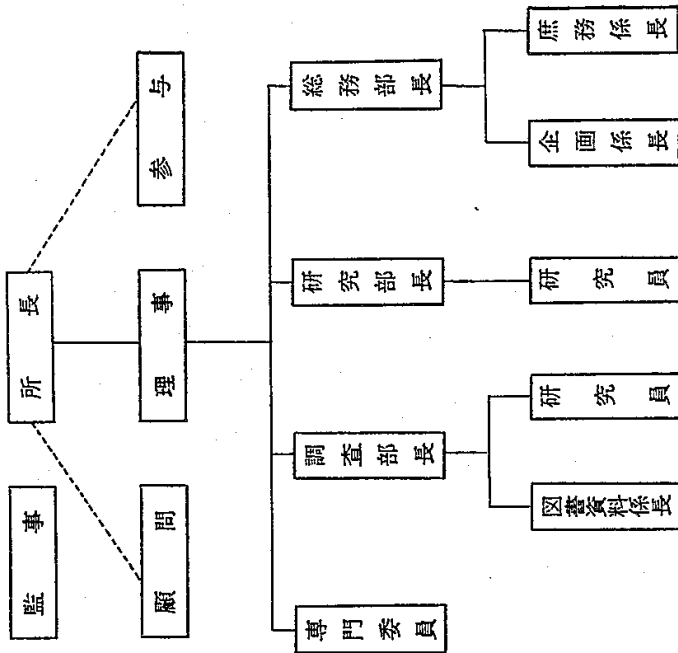 所長
監事
顧問
理事
参与
専門委員
調査部長
研究部長
総務部長
図書資料係長
研究員
研究員
企画係長
庶務係長